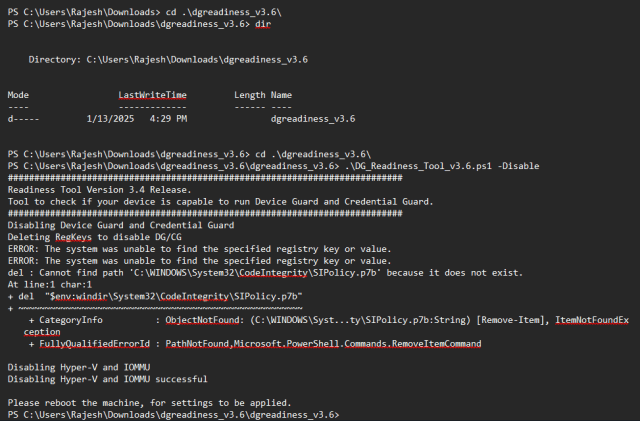 PS C:\Users\Rajesh\Downloads> cd .\dgreadiness_v3.6\
PS C:\Users\Rajesh\Downloads\dgreadiness_v3.6> dir
Directory: C:\Users\Rajesh\Downloads\dgreadiness_v3.6
Mode LastWriteTime Length Name
---- ------------- ------ ----
d----- 1/13/2025 4:29 PM dgreadiness_v3.6
PS C:\Users\Rajesh\Downloads\dgreadiness_v3.6> cd .\dgreadiness_v3.6\
PS C:\Users\Rajesh\Downloads\dgreadiness_v3.6\dgreadiness_v3.6> .\DG_Readiness_Tool_v3.6.ps1 -Disable
###########################################################################
Readiness Tool Version 3.4 Release.
Tool to check if your device is capable to run Device Guard and Credential Guard.
###########################################################################
Disabling Device Guard and Credential Guard
Deleting RegKeys to disable DG/CG
ERROR: The system was unable to find the specified registry key or value.
ERROR: The system was unable to find the specified registry key or value.
del : Cannot find path 'C:\WINDOWS\System32\CodeIntegrity\SIPolicy.p7b' because it does not exist.
At line:1 char:1
+ del  "$env:windir\System32\CodeIntegrity\SIPolicy.p7b"
+ ~~~~~~~~~~~~~~~~~~~~~~~~~~~~~~~~~~~~~~~~~~~~~~~~~~~~~~
+ CategoryInfo : ObjectNotFound: (C:\WINDOWS\Syst...ty\SIPolicy.p7b:String) [Remove-Item], ItemNotFoundEx
ception
+ FullyQualifiedErrorId : PathNotFound,Microsoft.PowerShell.Commands.RemoveItemCommand
Disabling Hyper-V and IOMMU
Disabling Hyper-V and IOMMU successful
Please reboot the machine, for settings to be applied.
PS C:\Users\Rajesh\Downloads\dgreadiness_v3.6\dgreadiness_v3.6>